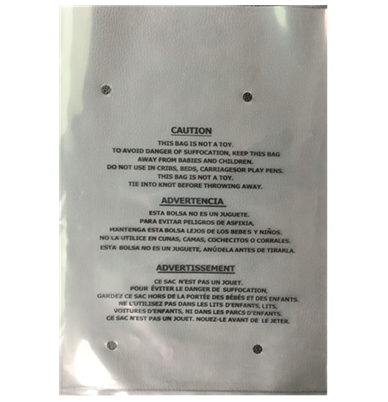 CAUTION
THIS BAG IS NOT A TOY.
TO AVOID DANGER OF SUFFOCATION, KEEP THIS BAG
AWAY FROM BABIES AND CHILDREN.
DO NOT USE IN CRIBS, BEDS, CARRIAGESOR PLAY PENS.
THIS BAG IS NOT A TOY.
TIE INTO KNOT BEFORE THROWING AWAY.
ADVERTENCIA
ESTA BOLSA NO ES UN JUGUETE.
PARA EVITAR PELIGROS DE ASFIXIA,
MANTENGA ESTA BOLSA LEJOS DE LOS BEBES Y NIÑOS.
NO LA UTILICE EN CUNAS, CAMAS, COCHECITOS O CORRALES.
ESTA BOLSA NO ES UN JUGUETE, ANÚDELA ANTES DE TIRARLA.
ADVERTISSEMENT
CE SAC N'EST PAS UN JOUET.
POUR ÉVITER LE DANGER DE SUFFOCATION,
GARDEZ CE SAC HORS DE LA PORTÉE DES BÉBÉS ET DES ENFANTS.
NE L'UTILISEZ PAS DANS LES LITS D'ENFANTS, LITS,
VOITURES D'ENFANTS, NI DANS LES PARCS D'ENFANTS.
CE SAC N'EST PAS UN JOUET. NOUEZ-LE AVANT DE LE JETER.